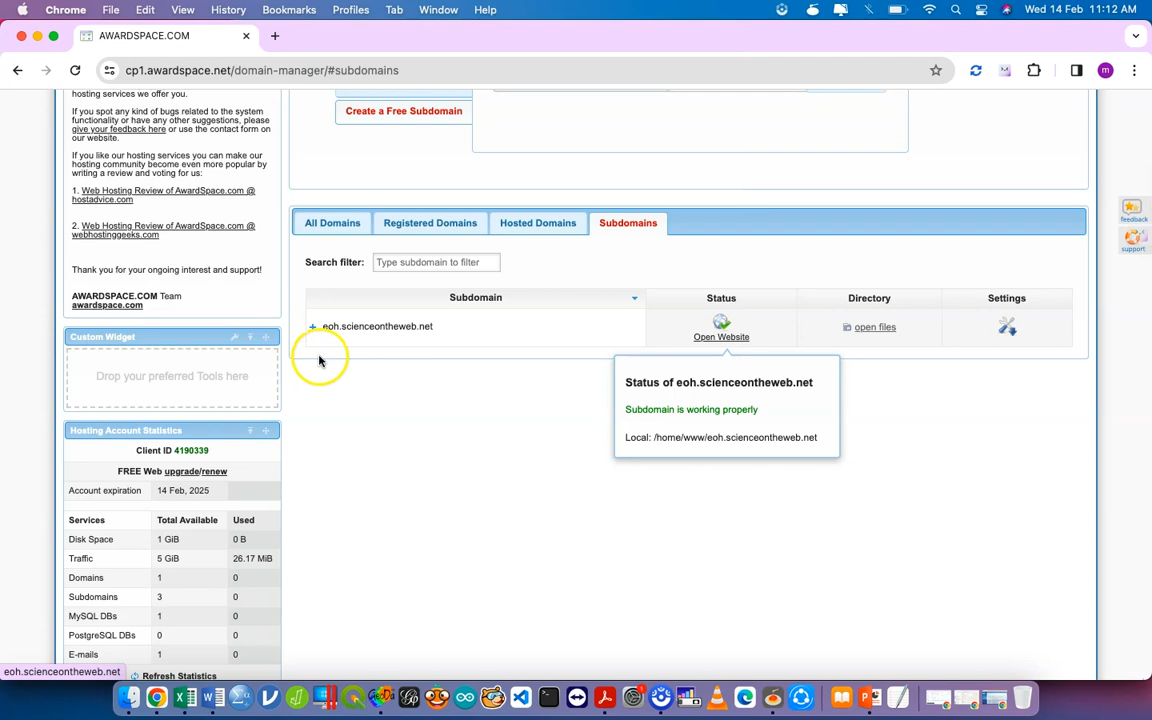 Chrome File Edit View History Bookmarks Profiles Tab Window Help Wed 14 Feb 11:12 AM
AWARDSPACE.COM
cp1.awardspace.net/domain-manager/#subdomains
hosting services we offer you.
If you spot any kind of bugs related to the system
functionality or have any other suggestions, please
give your feedback here or use the contact form on
our website.
If you like our hosting services you can make our
hosting community become even more popular by
writing a review and voting for us:
1. Web Hosting Review of AwardSpace.com @
hostadvice.com
2. Web Hosting Review of AwardSpace.com @
webhostinggeeks.com
Thank you for your ongoing interest and support!
AWARDSPACE.COM Team
awardspace.com
Custom Widget
Drop your preferred Tools here
Hosting Account Statistics
Client ID 4190339
FREE Web upgrade/renew
Account expiration 14 Feb, 2025
Services Total Available Used
Disk Space 1 GiB 0 B
Traffic 5 GiB 26.17 MiB
Domains 1 0
Subdomains 3 0
MySQL DBs 1 0
PostgreSQL DBs 0 0
E-mails 1 0
Refresh Statistics
Create a Free Subdomain
All Domains Registered Domains Hosted Domains Subdomains
Search filter: Type subdomain to filter
Subdomain Status Directory Settings
+ eoh.scienceontheweb.net Open Website open files
Status of eoh.scienceontheweb.net
Subdomain is working properly
Local: /home/www/eoh.scienceontheweb.net
feedback
support
eoh.scienceontheweb.net